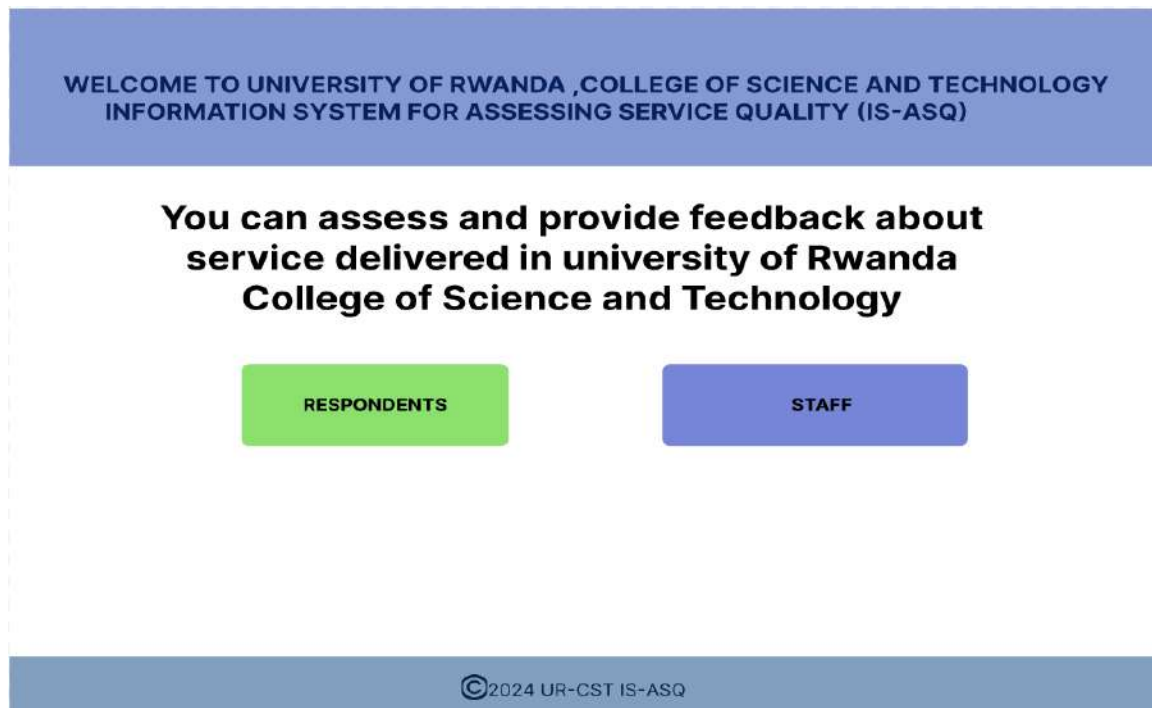 WELCOME TO UNIVERSITY OF RWANDA ,COLLEGE OF SCIENCE AND TECHNOLOGY
INFORMATION SYSTEM FOR ASSESSING SERVICE QUALITY (IS-ASQ)
You can assess and provide feedback about
service delivered in university of Rwanda
College of Science and Technology
RESPONDENTS
STAFF
©2024 UR-CST IS-ASQ